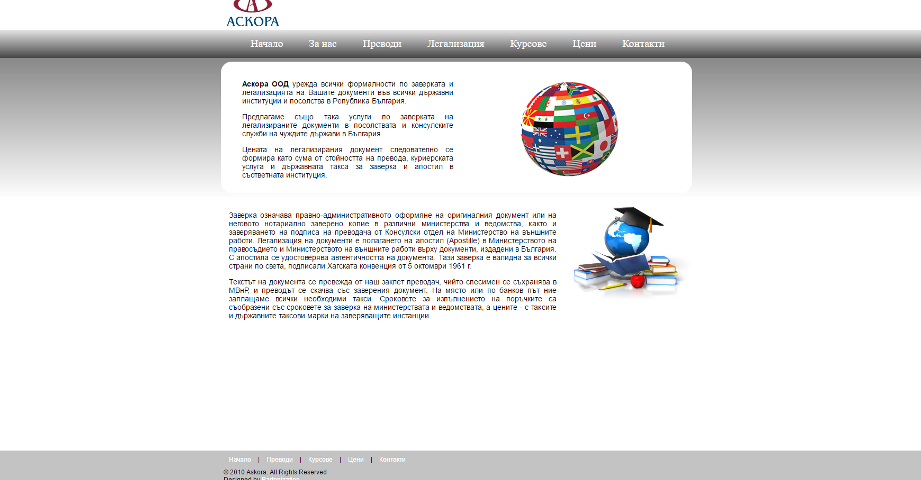 АСКОРА
Начало За нас Преводи Легализация Курсове Цени Контакти
Аскора ООД урежда всички формалности по заверката и
легализацията на Вашите документи във всички държавни
институции и посолства в Република България.
Предлагаме също така услуги по заверката на
легализираните документи в посолствата и консулските
служби на чуждите държави в България
Цената на легализирания документ следователно се
формира като сума от стойността на превода, куриерската
услуга и държавната такса за заверка и апостил в
съответната институция.
Заверка означава правно-административното оформяне на оригиналния документ или на
неговото нотариално заверено копие в различни министерства и ведомства, както и
заверяването на подписа на преводача от Консулски отдел на Министерство на външните
работи. Легализация на документи е полагането на апостил (Apostille) в Министерството на
правосъдието и Министерството на външните работи върху документи, издадени в България.
С апостила се удостоверява автентичността на документа. Тази заверка е валидна за всички
страни по света, подписали Хагската конвенция от 5 октомври 1961 г.
Текстът на документа се превежда от наш заклет преводач, чийто спесимен се съхранява в
МВнР, и преводът се скачва със заверения документ. На място или по банков път ние
заплащаме всички необходими такси. Сроковете за изпълнението на поръчките са
съобразени със сроковете за заверка на министерствата и ведомствата, а цените - с таксите
и държавните таксови марки на заверяващите инстанции.
Начало | Преводи | Курсове | Цени | Контакти
© 2010 Askora. All Rights Reserved
Designed by